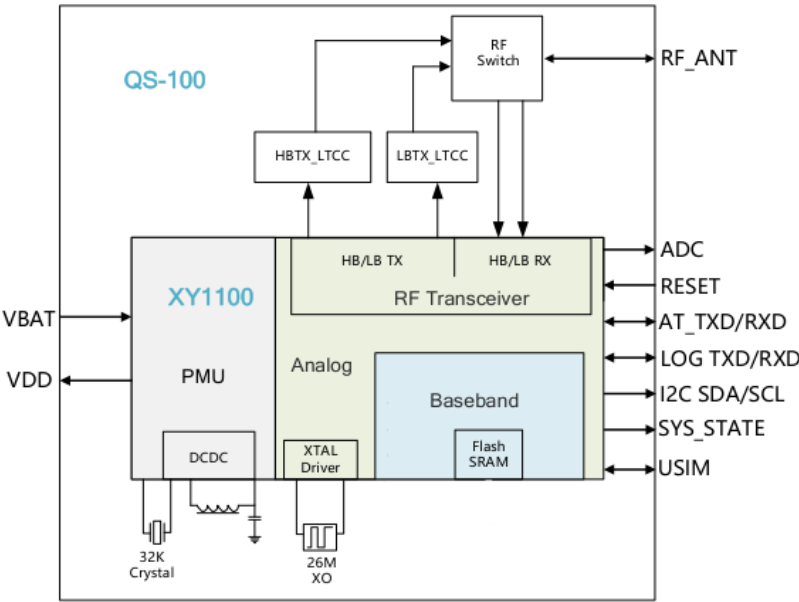 RF
Switch
RF_ANT
QS-100
HBTX_LTCC
LBTX_LTCC
HB/LB TX
HB/LB RX
RF Transceiver
XY1100
PMU
Analog
Baseband
DCDC
XTAL
Driver
Flash
SRAM
VBAT
VDD
ADC
RESET
AT_TXD/RXD
LOG TXD/RXD
I2C SDA/SCL
SYS_STATE
USIM
32K
Crystal
26M
XO